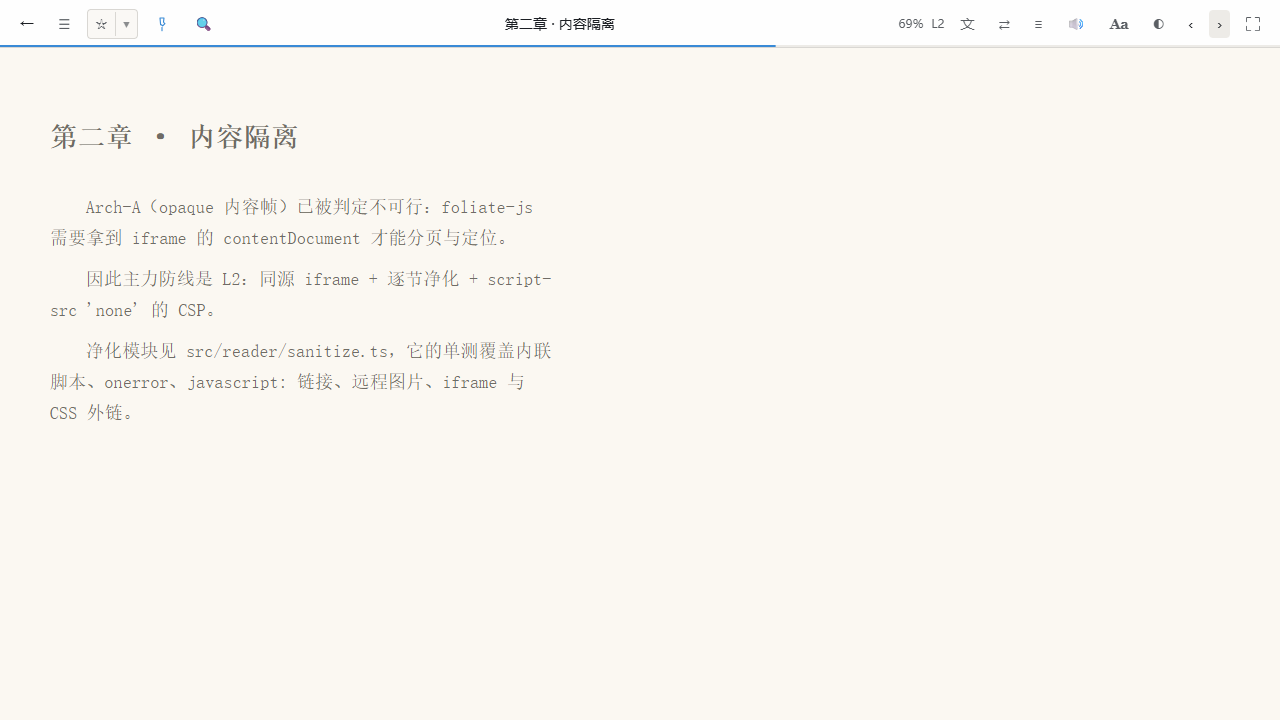 第二章 · 内容隔离
69% L2 文 Aa
第二章 · 内容隔离
Arch-A（opaque 内容帧）已被判定不可行：foliate-js
需要拿到 iframe 的 contentDocument 才能分页与定位。
因此主力防线是 L2：同源 iframe + 逐节净化 + script-
src 'none' 的 CSP。
净化模块见 src/reader/sanitize.ts，它的单测覆盖内联
脚本、onerror、javascript: 链接、远程图片、iframe 与
CSS 外链。